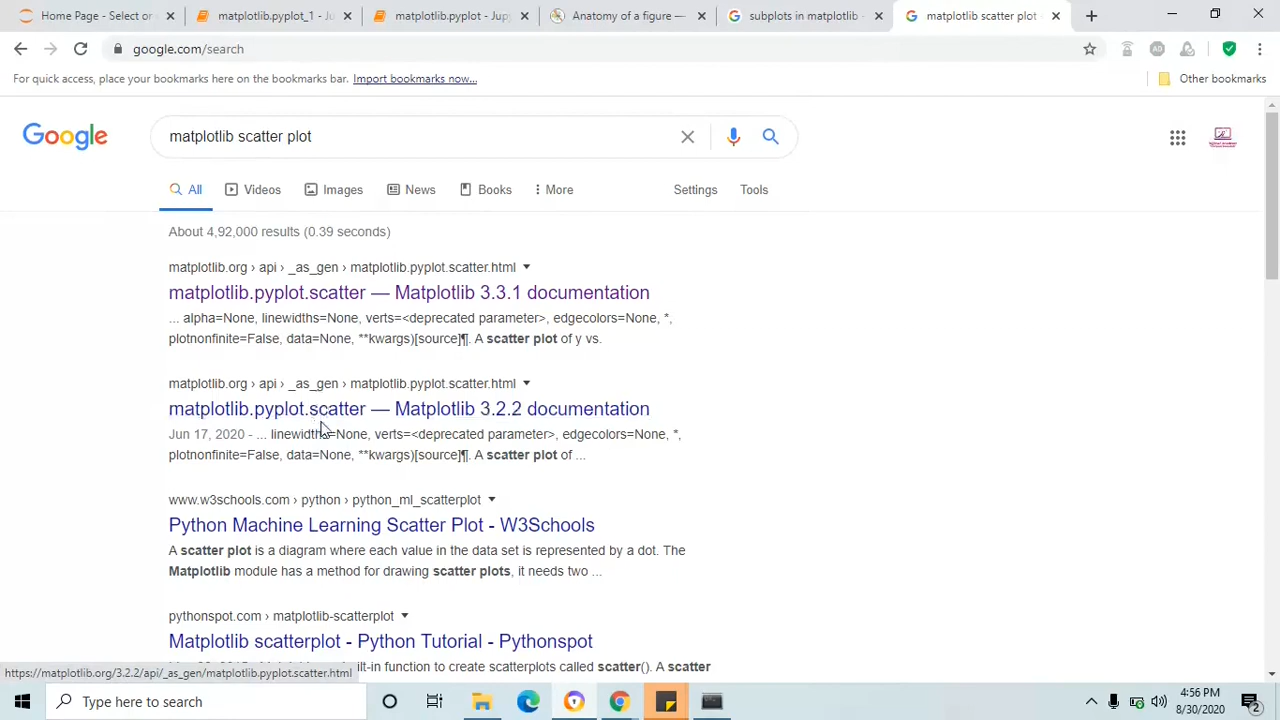 Home Page - Select or
matplotlib.pyplot_1 - Ju
matplotlib.pyplot - Jup
Anatomy of a figure —
subplots in matplotlib -
matplotlib scatter plot -
google.com/search
For quick access, place your bookmarks here on the bookmarks bar. Import bookmarks now...
Other bookmarks
Google
matplotlib scatter plot
All
Videos
Images
News
Books
More
Settings
Tools
About 4,92,000 results (0.39 seconds)
matplotlib.org › api › _as_gen › matplotlib.pyplot.scatter.html
matplotlib.pyplot.scatter — Matplotlib 3.3.1 documentation
... alpha=None, linewidths=None, verts=<deprecated parameter>, edgecolors=None, *,
plotnonfinite=False, data=None, **kwargs)[source]¶. A scatter plot of y vs.
matplotlib.org › api › _as_gen › matplotlib.pyplot.scatter.html
matplotlib.pyplot.scatter — Matplotlib 3.2.2 documentation
Jun 17, 2020 - ... linewidths=None, verts=<deprecated parameter>, edgecolors=None, *,
plotnonfinite=False, data=None, **kwargs)[source]¶. A scatter plot of ...
www.w3schools.com › python › python_ml_scatterplot
Python Machine Learning Scatter Plot - W3Schools
A scatter plot is a diagram where each value in the data set is represented by a dot. The
Matplotlib module has a method for drawing scatter plots, it needs two ...
pythonspot.com › matplotlib-scatterplot
Matplotlib scatterplot - Python Tutorial - Pythonspot
ilt-in function to create scatterplots called scatter(). A scatter
https://matplotlib.org/3.2.2/api/_as_gen/matplotlib.pyplot.scatter.html
Type here to search
4:56 PM
8/30/2020
2